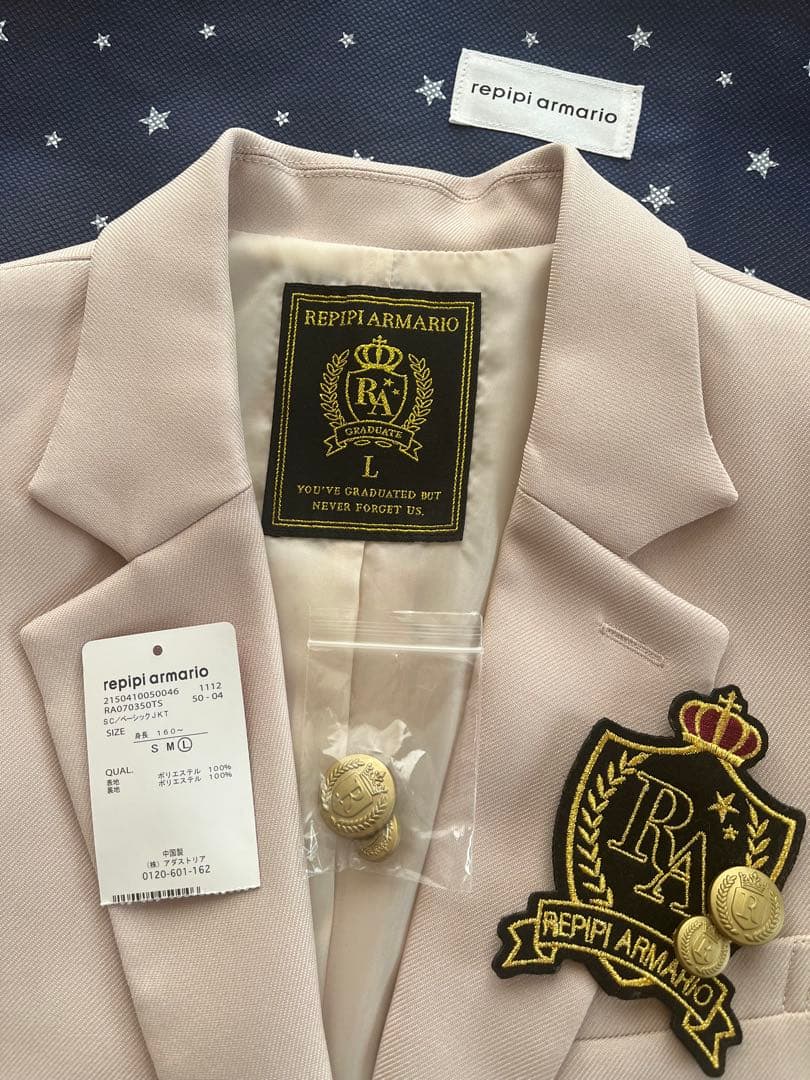 repipi armario
REPIPI ARMARIO
RA
GRADUATE
L
YOU'VE GRADUATED BUT
NEVER FORGET US.
repipi armario
2150410050046 1112
RA070350TS 50-04
SC/ベーシックJKT
SIZE 身長 160~
S M L
QUAL.
表地 ポリエステル 100%
裏地 ポリエステル 100%
中国製
(株) アダストリア
0120-601-162
R
RA
REPIPI ARMARIO
R
R